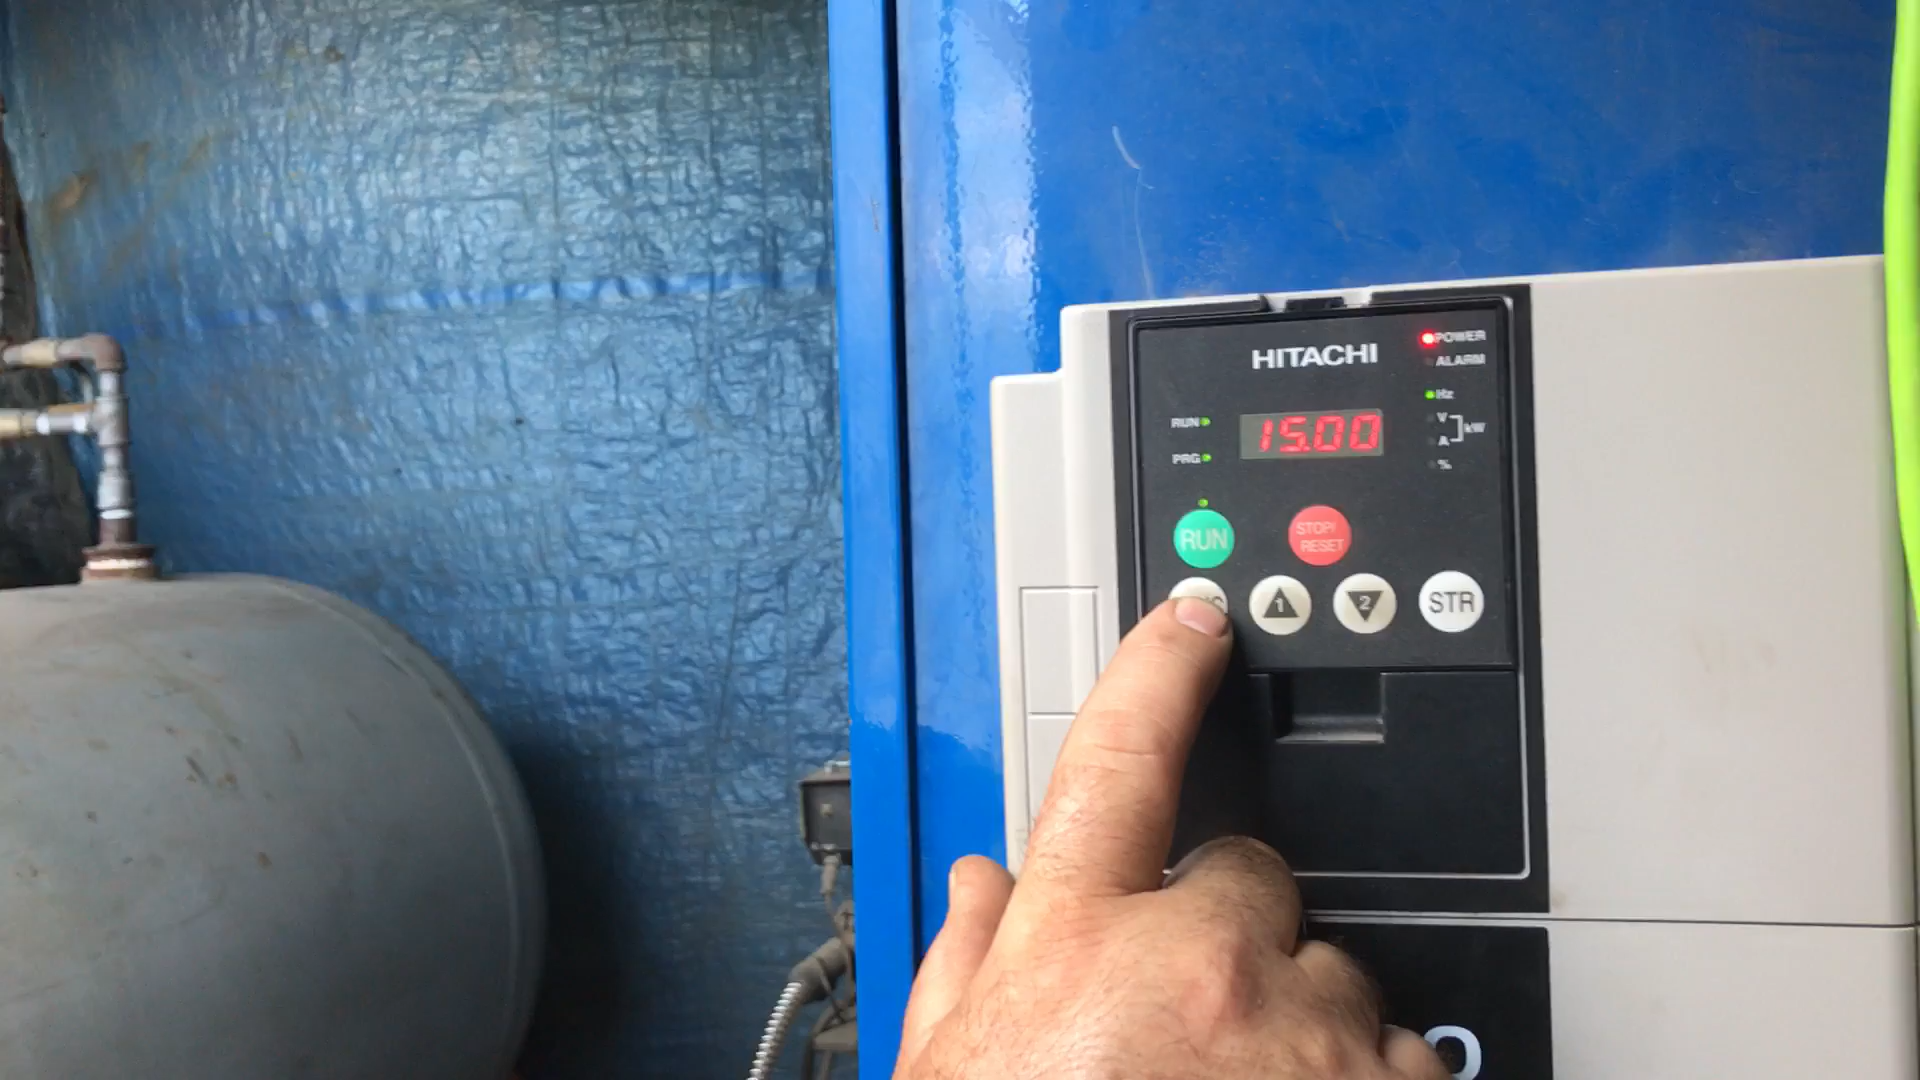 POWER
HITACHI
ALARM
Hz
RUN
15.00
V
kW
A
PRG
%
RUN
STOP/
RESET
1
2
STR